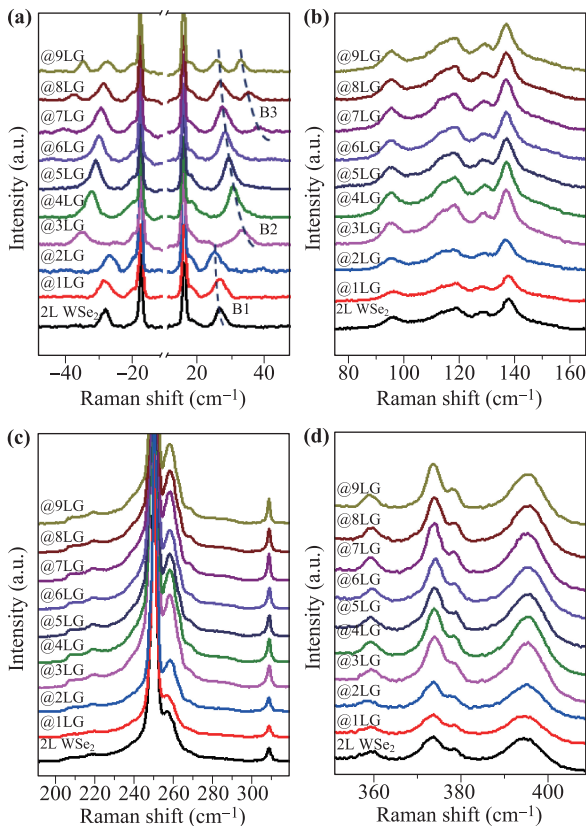 (a)
Intensity (a.u.)
@9LG
@8LG
@7LG
@6LG
@5LG
@4LG
@3LG
@2LG
@1LG
2L WSe₂
B3
B2
B1
−40 −20 0 20 40
Raman shift (cm⁻¹)
(b)
Intensity (a.u.)
@9LG
@8LG
@7LG
@6LG
@5LG
@4LG
@3LG
@2LG
@1LG
2L WSe₂
80 100 120 140 160
Raman shift (cm⁻¹)
(c)
Intensity (a.u.)
@9LG
@8LG
@7LG
@6LG
@5LG
@4LG
@3LG
@2LG
@1LG
2L WSe₂
200 220 240 260 280 300
Raman shift (cm⁻¹)
(d)
Intensity (a.u.)
@9LG
@8LG
@7LG
@6LG
@5LG
@4LG
@3LG
@2LG
@1LG
2L WSe₂
360 380 400
Raman shift (cm⁻¹)